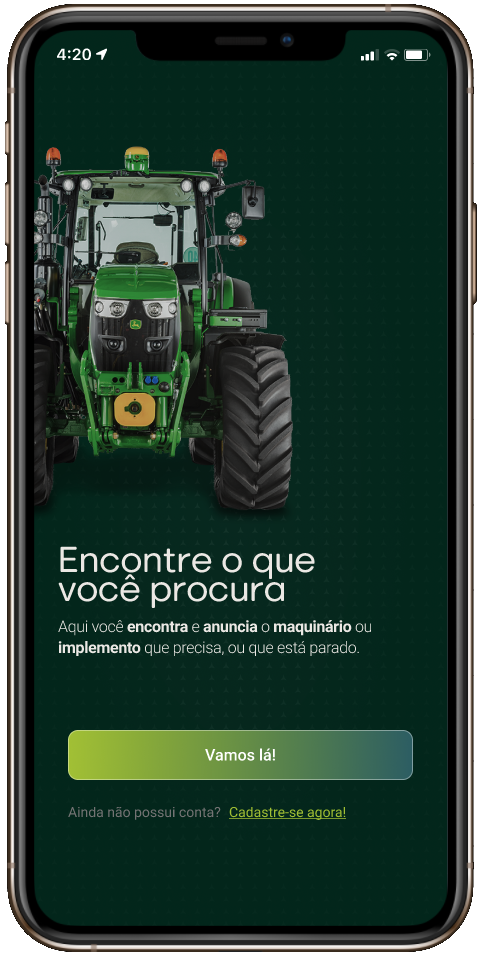 4:20
Encontre o que
você procura
Aqui você encontra e anuncia o maquinário ou
implemento que precisa, ou que está parado.
Vamos lá!
Ainda não possui conta? Cadastre-se agora!